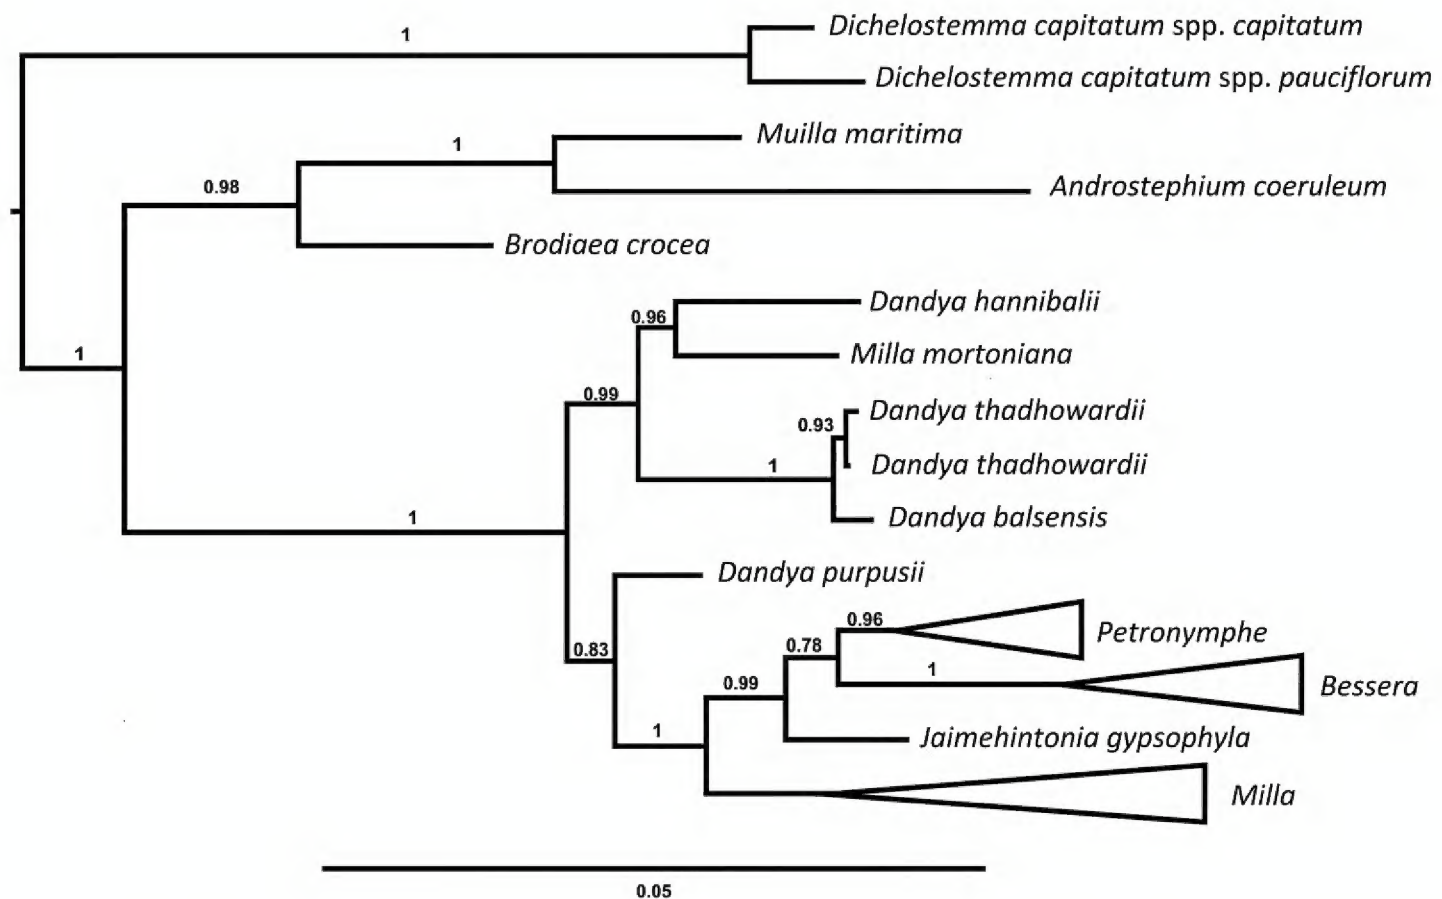 Dichelostemma capitatum spp. capitatum
1
Dichelostemma capitatum spp. pauciflorum
Muilla maritima
1
0.98
Androstephium coeruleum
Brodiaea crocea
Dandya hannibalii
0.96
1
Milla mortoniana
0.99
Dandya thadhowardii
0.93
1
Dandya thadhowardii
1
Dandya balsensis
Dandya purpusii
0.96
Petronymphe
0.83
0.78
1
0.99
Bessera
1
Jaimehintonia gypsophyla
Milla
0.05